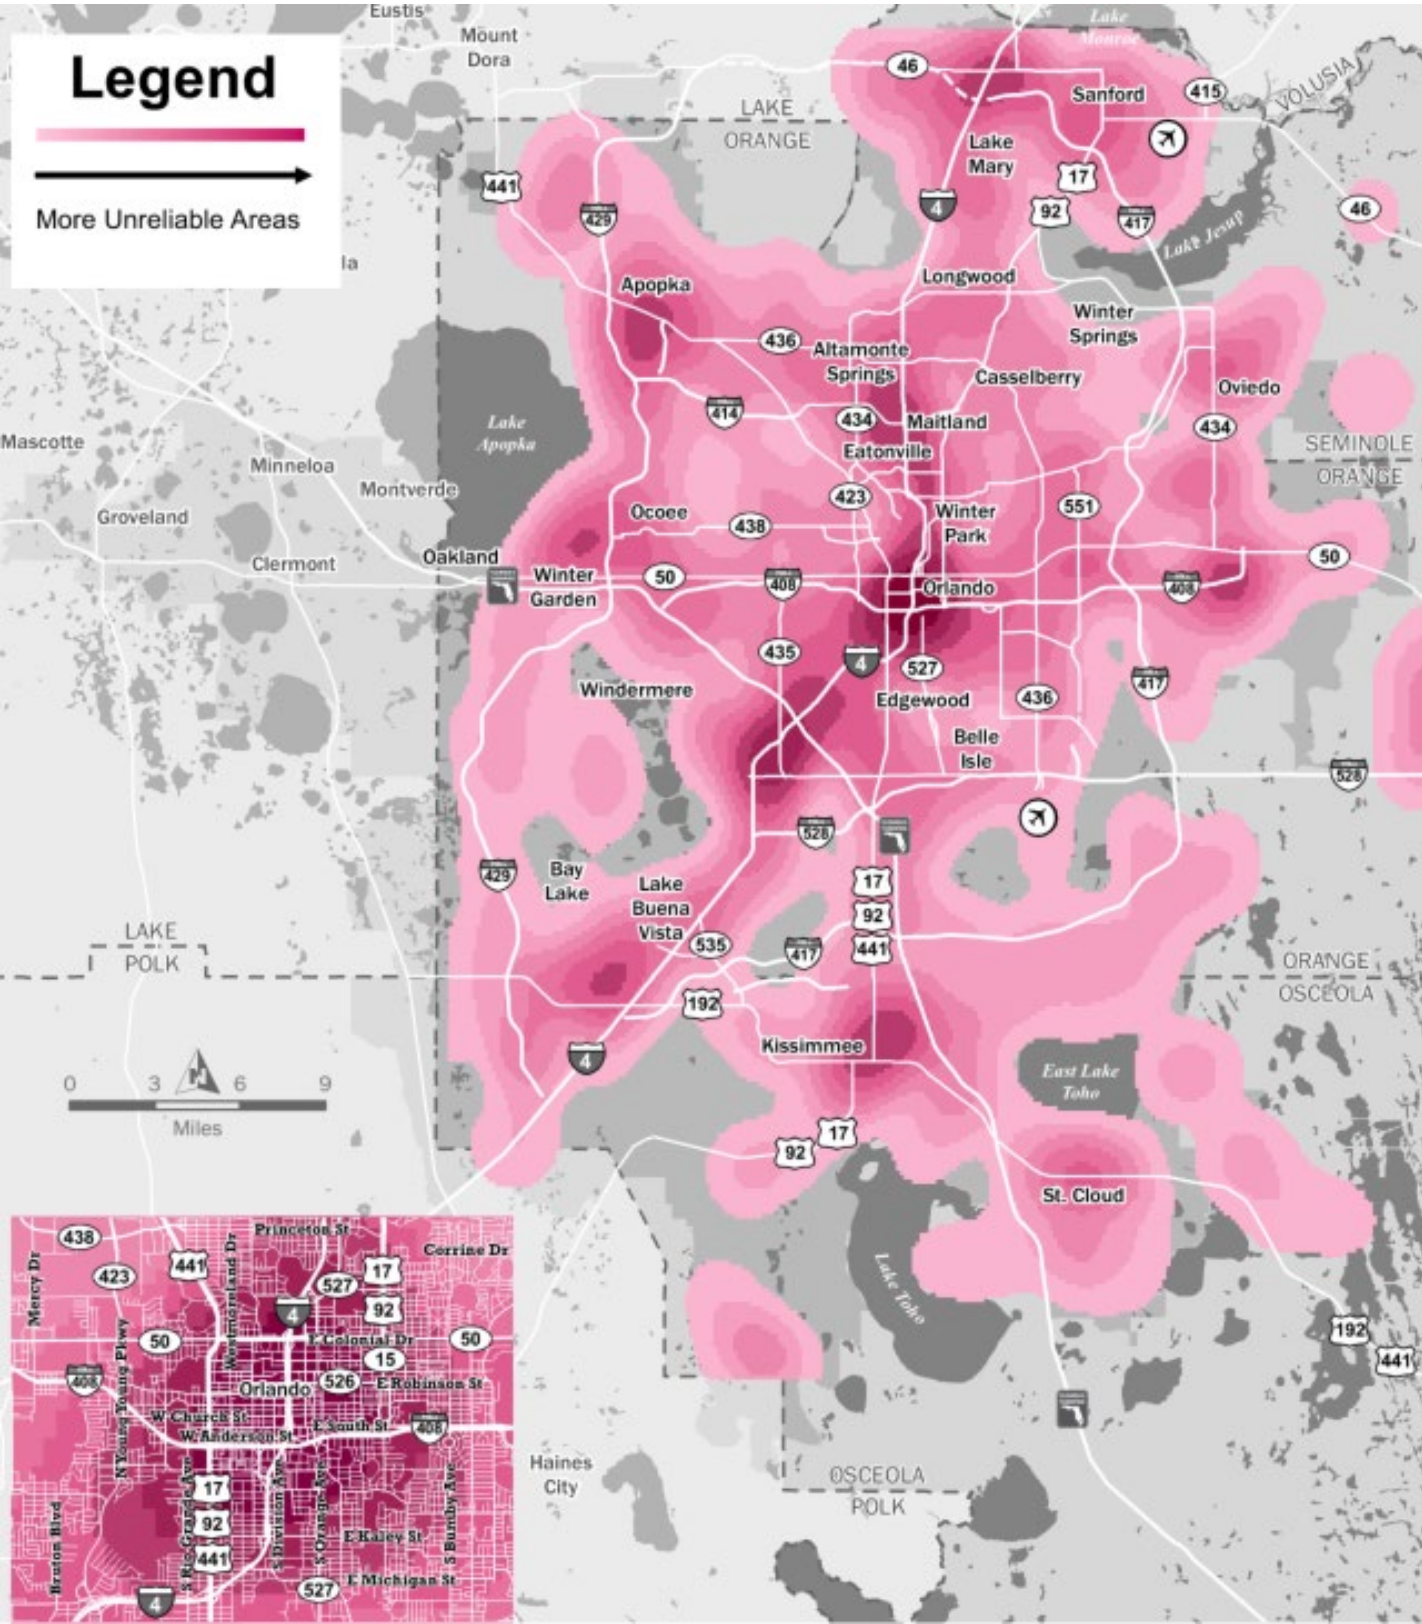 Eustis
Mount
Dora
Lake
Monroe
Legend
More Unreliable Areas
la
46
Sanford
415
VOLUSIA
LAKE
ORANGE
Lake
Mary
441
17
429
4
92
417
46
Lake Jesup
Apopka
Longwood
Winter
Springs
436
Altamonte
Springs
Casselberry
Oviedo
414
434
Maitland
434
Lake
Apopka
Mascotte
Eatonville
SEMINOLE
ORANGE
Minneloa
Montverde
423
551
Groveland
Ocoee
438
Winter
Park
Clermont
Oakland
50
Winter
Garden
50
408
Orlando
408
435
4
527
Windermere
Edgewood
436
417
Belle
Isle
528
528
429
Bay
Lake
Lake
Buena
Vista
17
92
441
535
417
LAKE
POLK
ORANGE
OSCEOLA
192
Kissimmee
4
East Lake
Toho
0 3 6 9
N
Miles
17
92
St. Cloud
Lake Toho
192
441
Haines
City
OSCEOLA
POLK
438
Princeton St
Corrine Dr
441
Westmoreland Dr
17
423
527
Mercy Dr
4
92
50
E Colonial Dr
50
15
408
N Young Young Pkwy
Orlando
526
E Robinson St
W Church St
E South St
408
W Anderson St
17
92
441
S Rio Grande Ave
S Division Ave
S Orange Ave
S Bumby Ave
Bruton Blvd
E Kaley St
E Michigan St
527
4